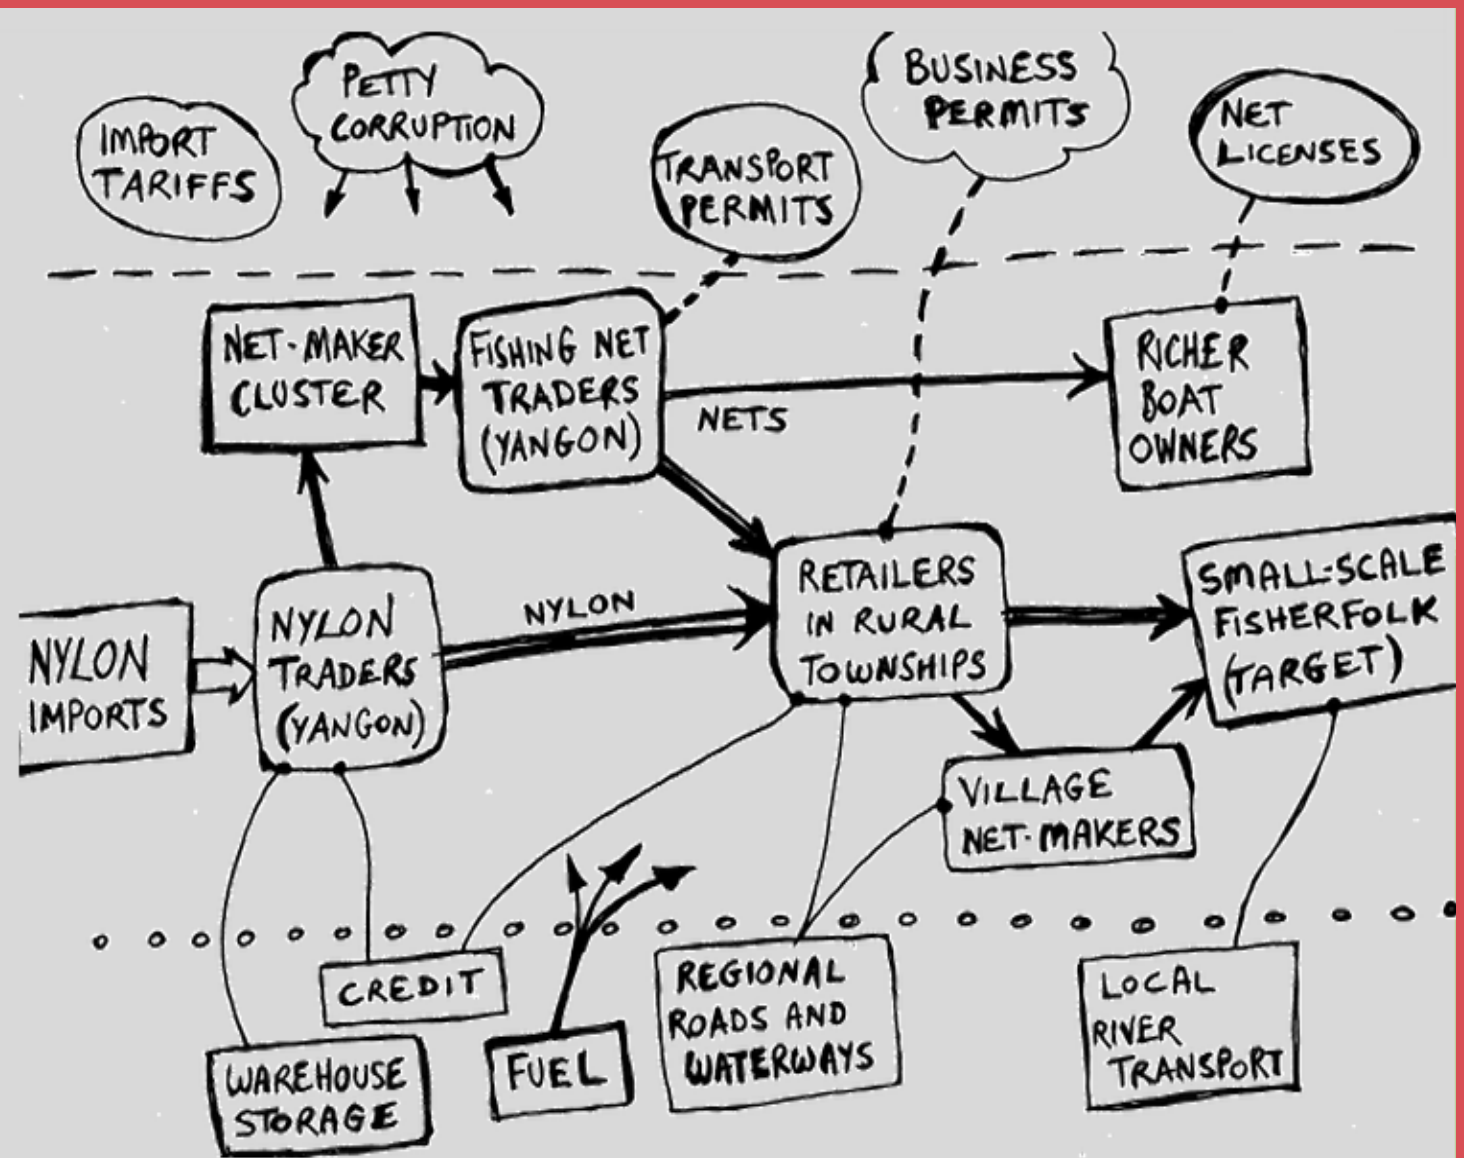 IMPORT
TARIFFS
PETTY
CORRUPTION
TRANSPORT
PERMITS
BUSINESS
PERMITS
NET
LICENSES
NET-MAKER
CLUSTER
FISHING NET
TRADERS
(YANGON)
NETS
RICHER
BOAT
OWNERS
NYLON
IMPORTS
NYLON
TRADERS
(YANGON)
NYLON
RETAILERS
IN RURAL
TOWNSHIPS
SMALL-SCALE
FISHERFOLK
(TARGET)
VILLAGE
NET-MAKERS
CREDIT
WAREHOUSE
STORAGE
FUEL
REGIONAL
ROADS AND
WATERWAYS
LOCAL
RIVER
TRANSPORT